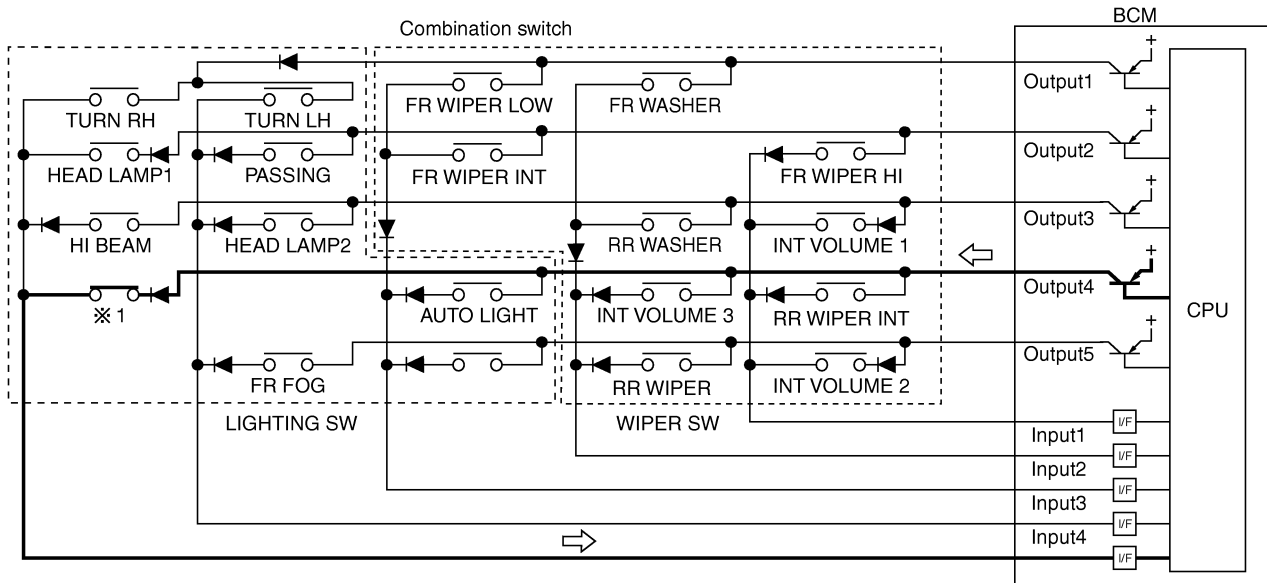 BCM
Combination switch
+
Output1
FR WIPER LOW
FR WASHER
TURN RH
TURN LH
+
Output2
HEAD LAMP1
PASSING
FR WIPER INT
FR WIPER HI
+
Output3
HI BEAM
HEAD LAMP2
RR WASHER
INT VOLUME 1
+
Output4
CPU
※ 1
AUTO LIGHT
INT VOLUME 3
RR WIPER INT
+
Output5
FR FOG
RR WIPER
INT VOLUME 2
LIGHTING SW
WIPER SW
I/F
Input1
I/F
Input2
I/F
Input3
I/F
Input4
I/F